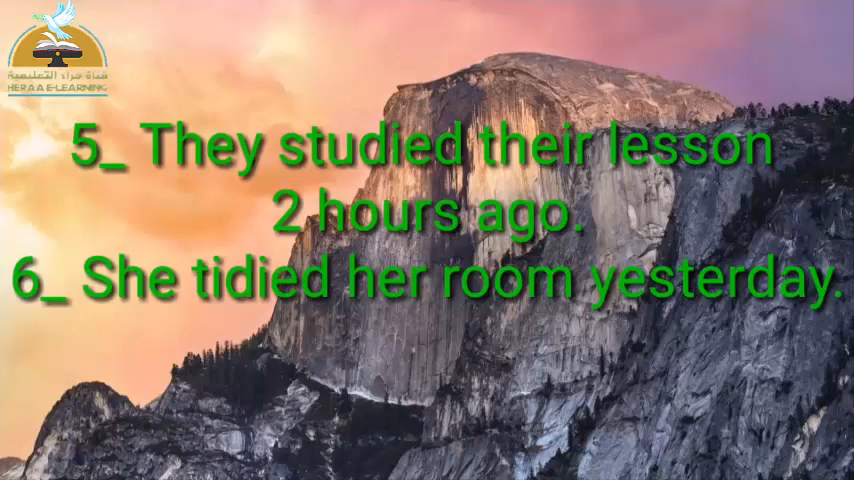 قناة حراء التعليمية
HERAA E-LEARNING
5_ They studied their lesson
2 hours ago.
6_ She tidied her room yesterday.